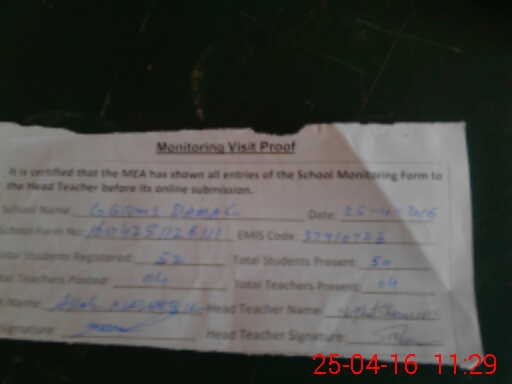 Monitoring Visit Proof
It is certified that the MEA has shown all entries of the School Monitoring Form to
the Head Teacher before its online submission.
School Name: DAMAC Date: 25-4-2016
School Form No EMIS Code: 37910726
Total Students Registered: 52 Total Students Present: 50
Total Teachers Posted: 04 Total Teachers Present: 04
Name: Head Teacher Name:
Signature: Head Teacher Signature:
25-04-16 11:29